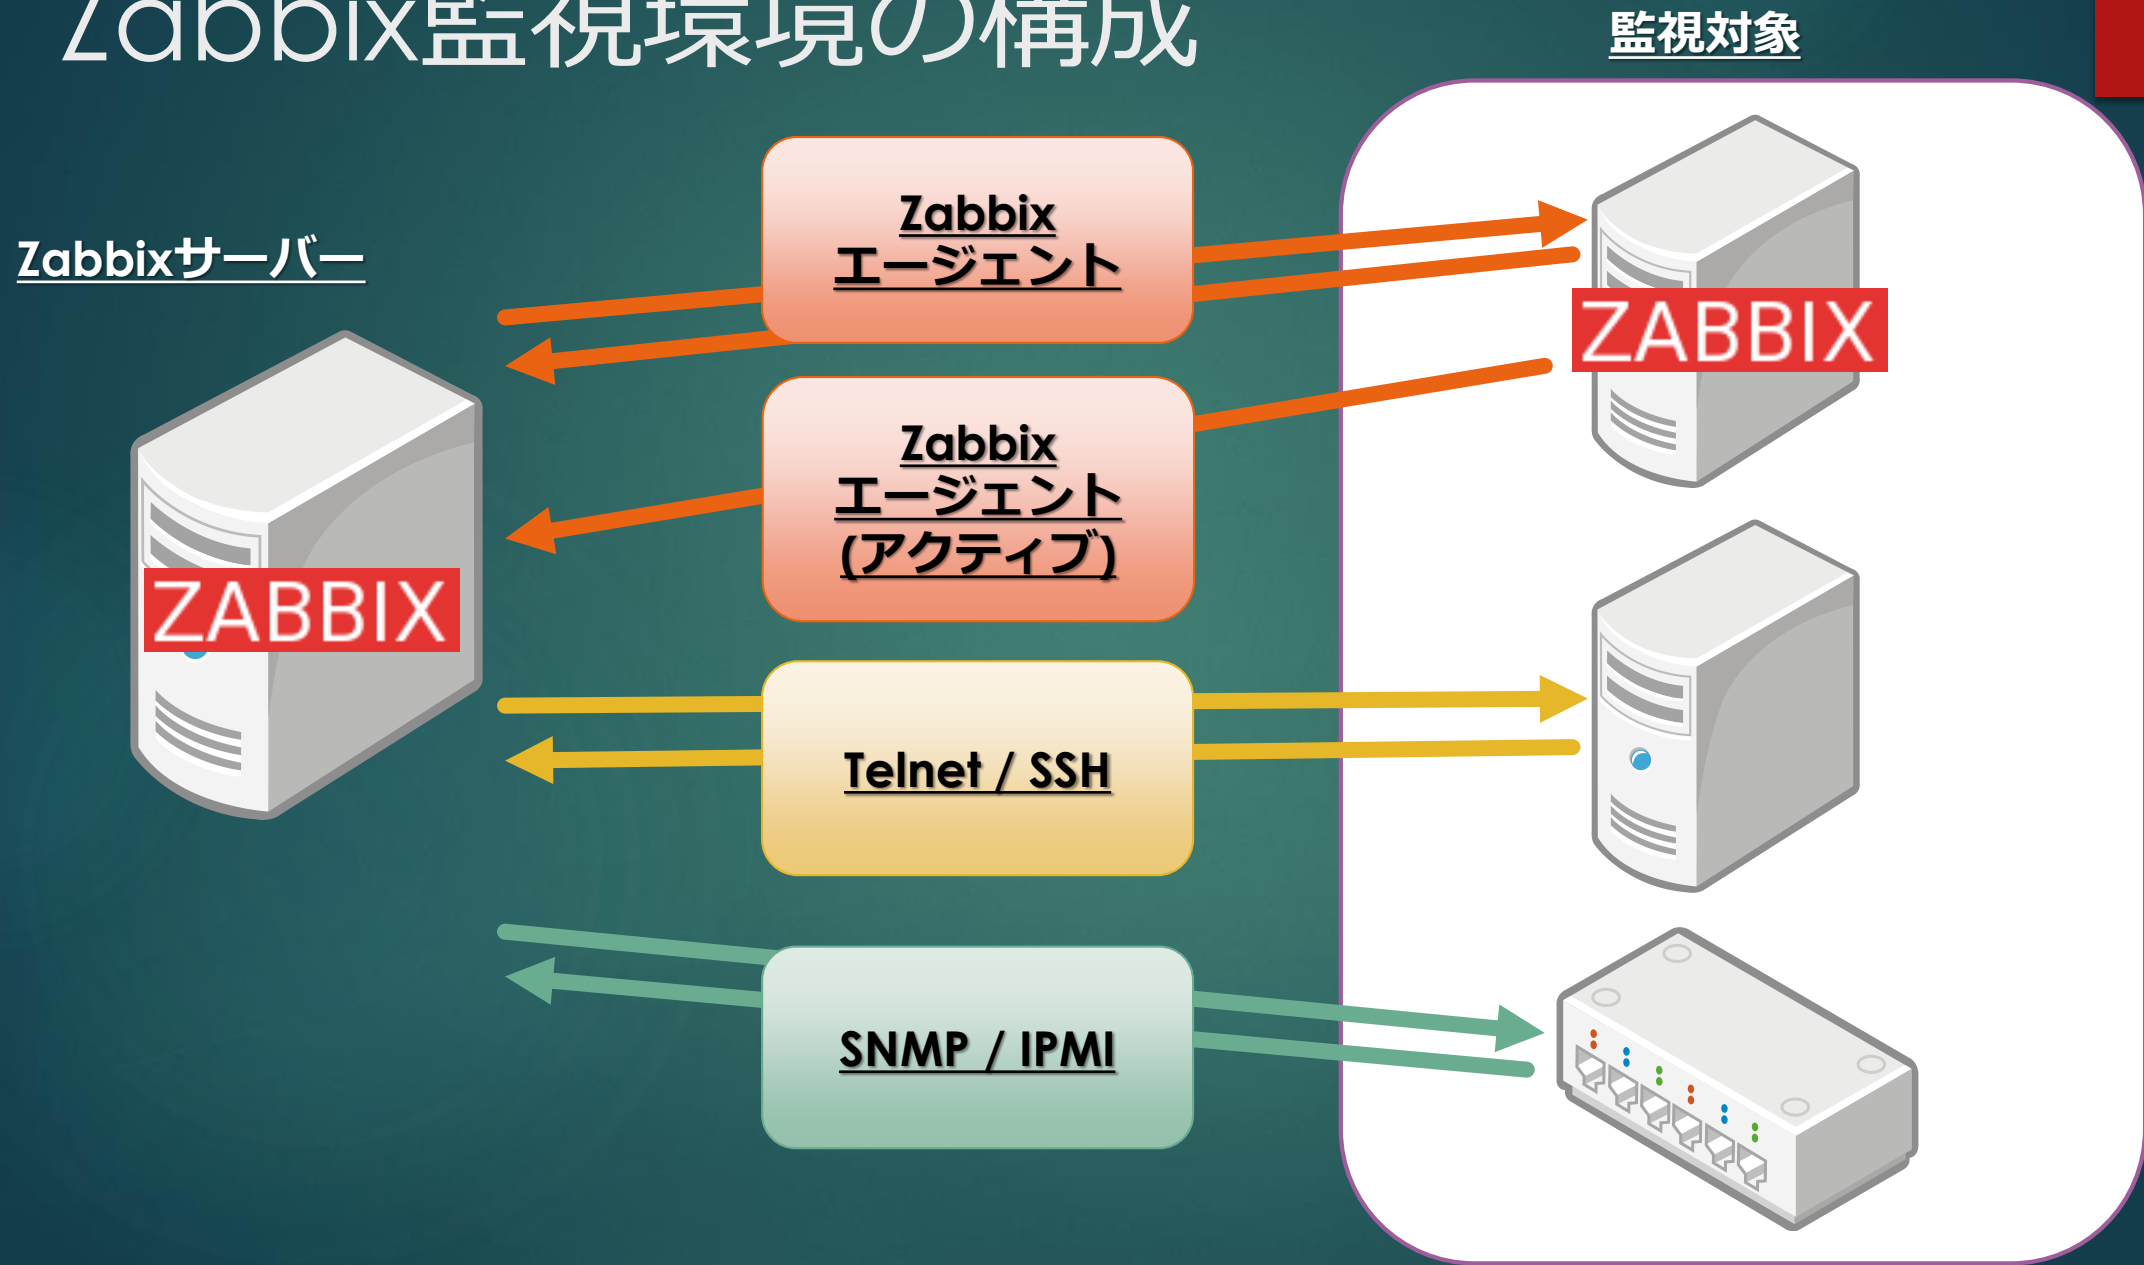 Zabbix監視環境の構成
監視対象
Zabbixサーバー
Zabbix
エージェント
ZABBIX
Zabbix
エージェント
(アクティブ)
ZABBIX
Telnet / SSH
SNMP / IPMI